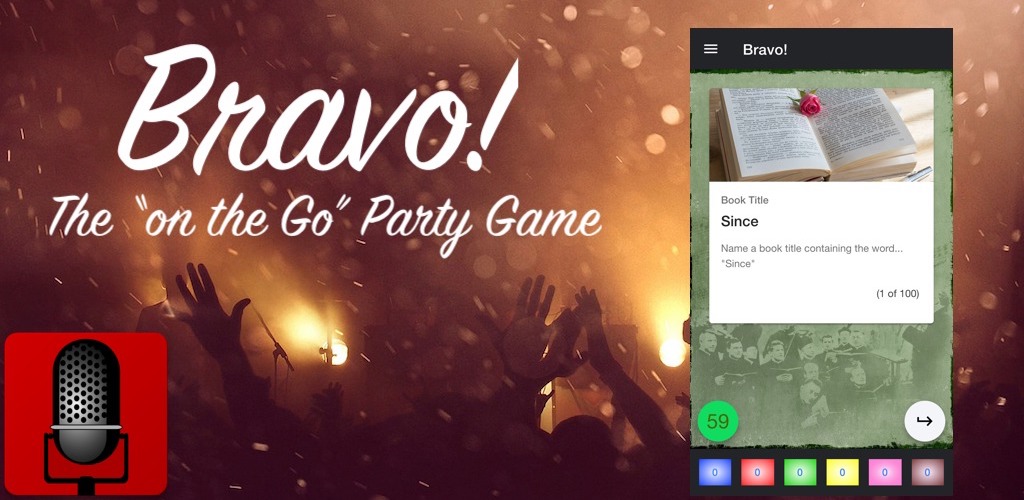 Bravo!
The "on the Go" Party Game
Bravo!
Book Title
Since
Name a book title containing the word...
"Since"
(1 of 100)
59
0 0 0 0 0 0